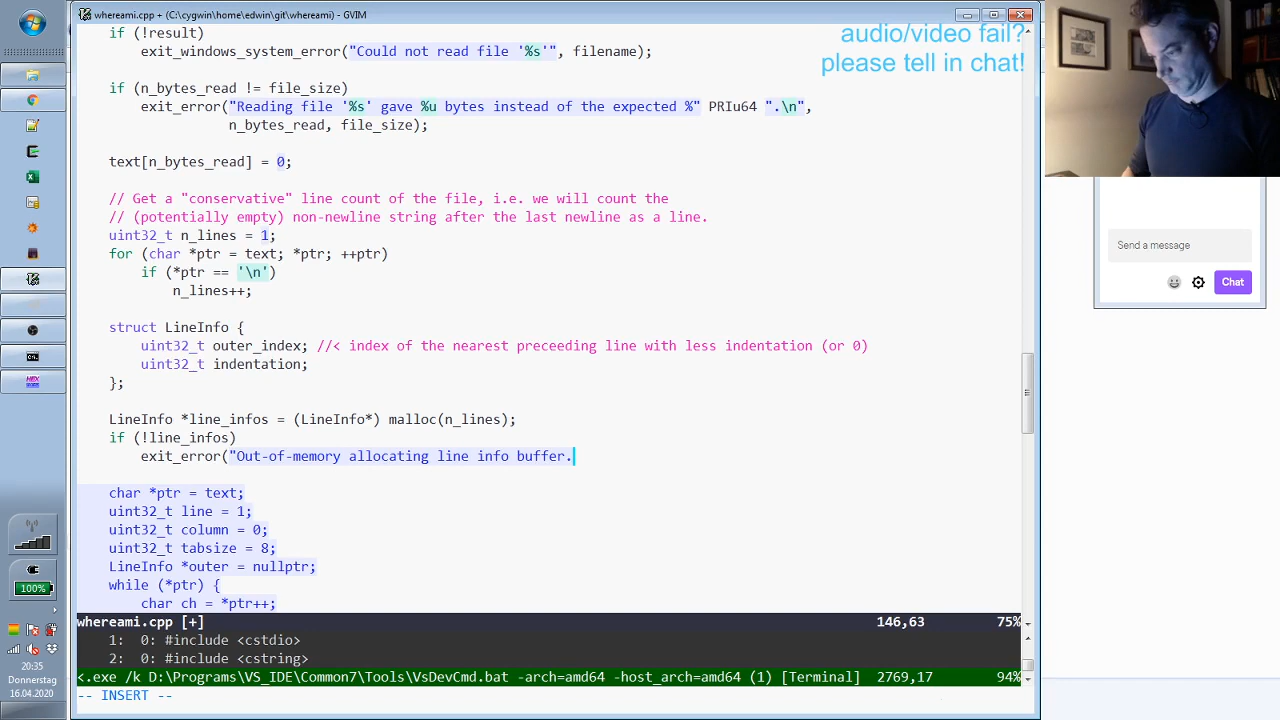 whereami.cpp + (C:\cygwin\home\edwin\git\whereami) - GVIM
if (!result)
exit_windows_system_error("Could not read file '%s'", filename);
if (n_bytes_read != file_size)
exit_error("Reading file '%s' gave %u bytes instead of the expected %" PRIu64 ".\n",
n_bytes_read, file_size);
text[n_bytes_read] = 0;
// Get a "conservative" line count of the file, i.e. we will count the
// (potentially empty) non-newline string after the last newline as a line.
uint32_t n_lines = 1;
for (char *ptr = text; *ptr; ++ptr)
if (*ptr == '\n')
n_lines++;
struct LineInfo {
uint32_t outer_index; //< index of the nearest preceeding line with less indentation (or 0)
uint32_t indentation;
};
LineInfo *line_infos = (LineInfo*) malloc(n_lines);
if (!line_infos)
exit_error("Out-of-memory allocating line info buffer.
char *ptr = text;
uint32_t line = 1;
uint32_t column = 0;
uint32_t tabsize = 8;
LineInfo *outer = nullptr;
while (*ptr) {
char ch = *ptr++;
whereami.cpp [+] 146,63 75%
1: 0: #include <cstdio>
2: 0: #include <cstring>
<.exe /k D:\Programs\VS_IDE\Common7\Tools\VsDevCmd.bat -arch=amd64 -host_arch=amd64 (1) [Terminal] 2769,17 94%
-- INSERT --
audio/video fail?
please tell in chat!
Send a message
Chat
100%
20:35
Donnerstag
16.04.2020